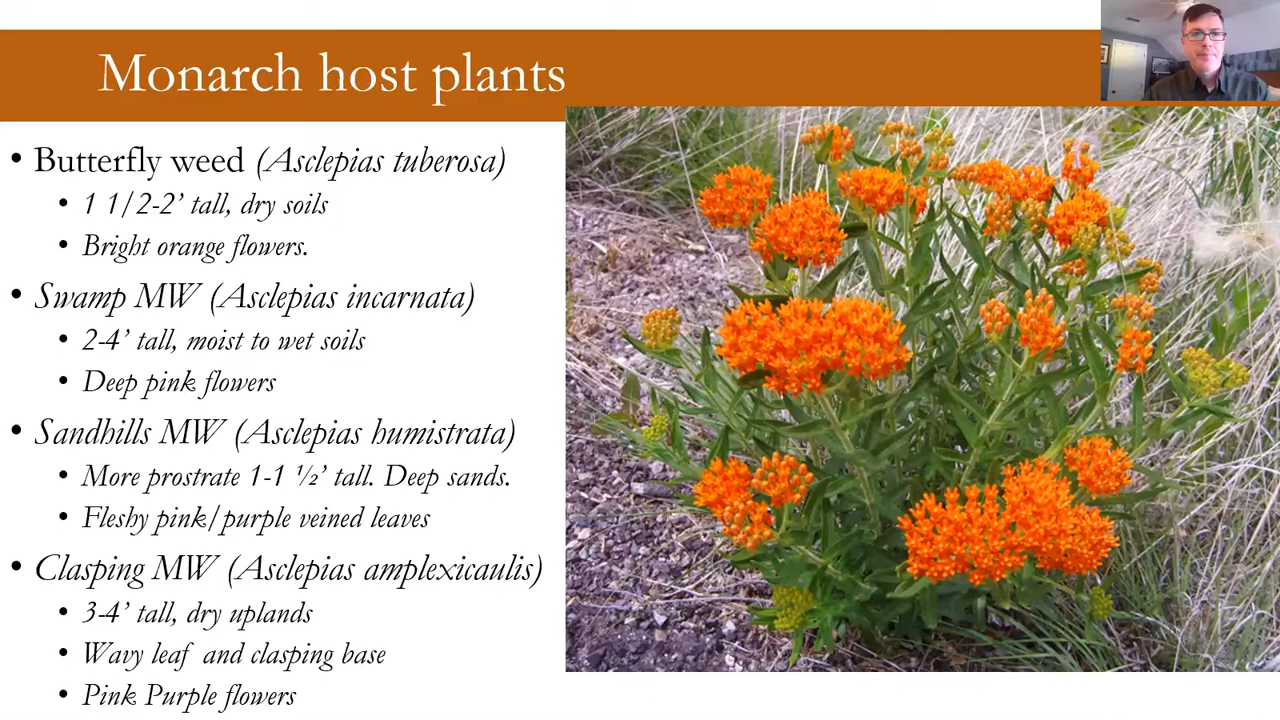 Monarch host plants
• Butterfly weed (Asclepias tuberosa)
• 1 1/2-2’ tall, dry soils
• Bright orange flowers.
• Swamp MW (Asclepias incarnata)
• 2-4’ tall, moist to wet soils
• Deep pink flowers
• Sandhills MW (Asclepias humistrata)
• More prostrate 1-1 ½’ tall. Deep sands.
• Fleshy pink/purple veined leaves
• Clasping MW (Asclepias amplexicaulis)
• 3-4’ tall, dry uplands
• Wavy leaf and clasping base
• Pink Purple flowers